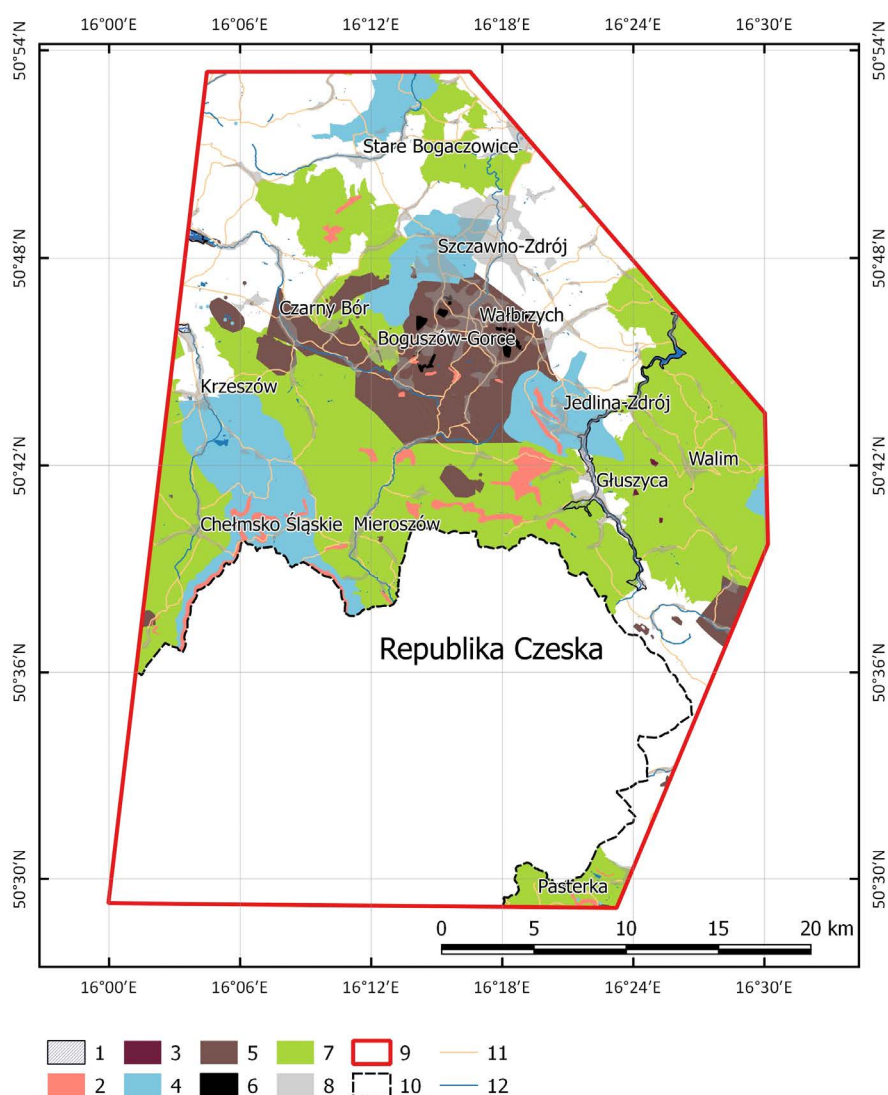 16°00'E 16°06'E 16°12'E 16°18'E 16°24'E 16°30'E
50°54'N 50°54'N
Stare Bogaczowice
50°48'N Szczawno-Zdrój 50°48'N
Czarny Bór Wałbrzych
Boguszów-Gorce
Krzeszów Jedlina-Zdrój
50°42'N Walim 50°42'N
Głuszyca
Chełmsko Śląskie Mieroszów
Republika Czeska
50°36'N 50°36'N
50°30'N Pasterka 50°30'N
0 5 10 15 20 km
16°00'E 16°06'E 16°12'E 16°18'E 16°24'E 16°30'E
1 3 5 7 9 11
2 4 6 8 10 12